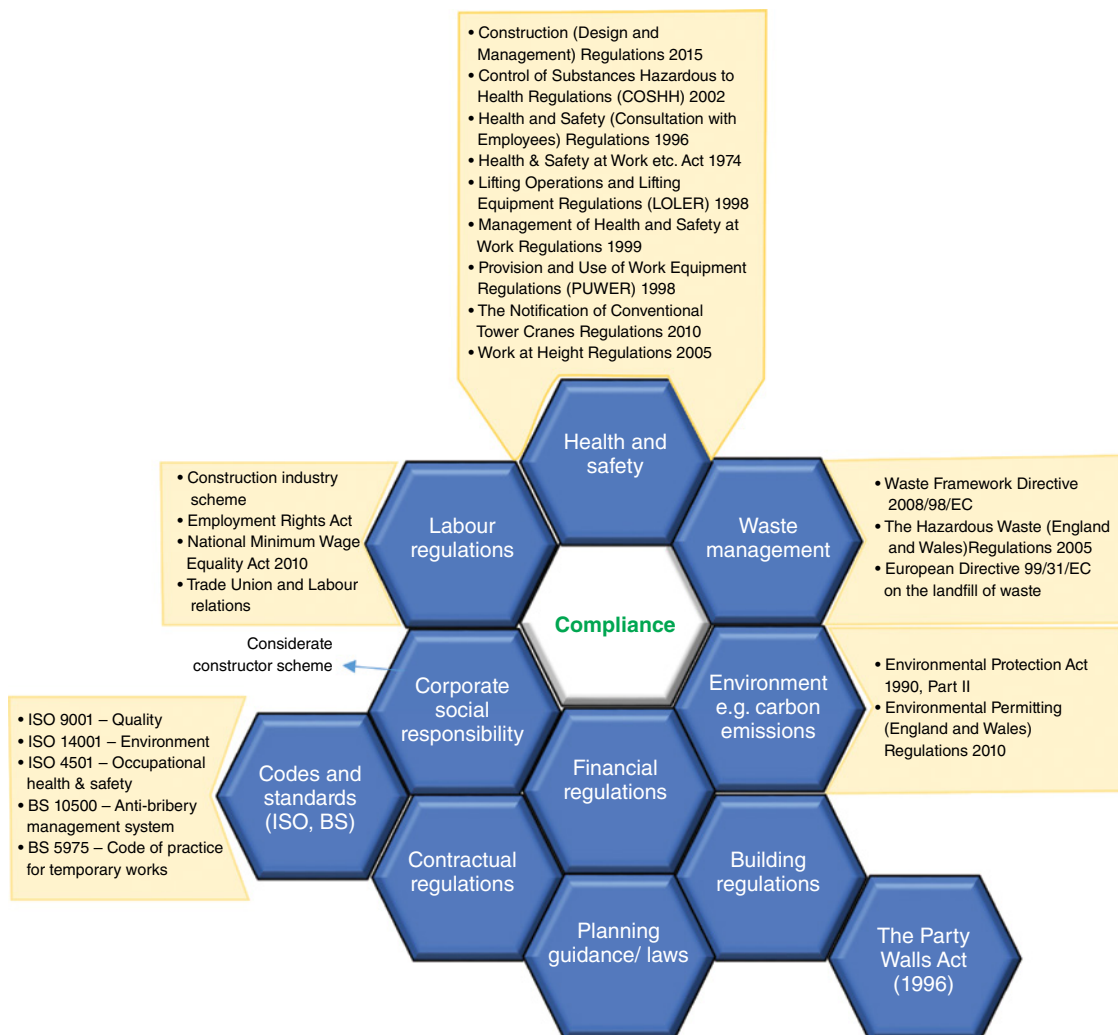 • Construction (Design and
Management) Regulations 2015
• Control of Substances Hazardous to
Health Regulations (COSHH) 2002
• Health and Safety (Consultation with
Employees) Regulations 1996
• Health & Safety at Work etc. Act 1974
• Lifting Operations and Lifting
Equipment Regulations (LOLER) 1998
• Management of Health and Safety at
Work Regulations 1999
• Provision and Use of Work Equipment
Regulations (PUWER) 1998
• The Notification of Conventional
Tower Cranes Regulations 2010
• Work at Height Regulations 2005
Health and
safety
• Construction industry
scheme
• Employment Rights Act
• National Minimum Wage
Equality Act 2010
• Trade Union and Labour
relations
Labour
regulations
Waste
management
• Waste Framework Directive
2008/98/EC
• The Hazardous Waste (England
and Wales)Regulations 2005
• European Directive 99/31/EC
on the landfill of waste
Compliance
Considerate
constructor scheme
Corporate
social
responsibility
Environment
e.g. carbon
emissions
• Environmental Protection Act
1990, Part II
• Environmental Permitting
(England and Wales)
Regulations 2010
• ISO 9001 – Quality
• ISO 14001 – Environment
• ISO 4501 – Occupational
health & safety
• BS 10500 – Anti-bribery
management system
• BS 5975 – Code of practice
for temporary works
Codes and
standards
(ISO, BS)
Financial
regulations
Contractual
regulations
Building
regulations
Planning
guidance/ laws
The Party
Walls Act
(1996)